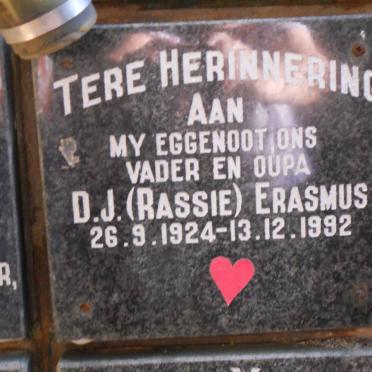 TERE HERINNERING
AAN
MY EGGENOOT, ONS
VADER EN OUPA
D.J. (RASSIE) ERASMUS
26.9.1924-13.12.1992